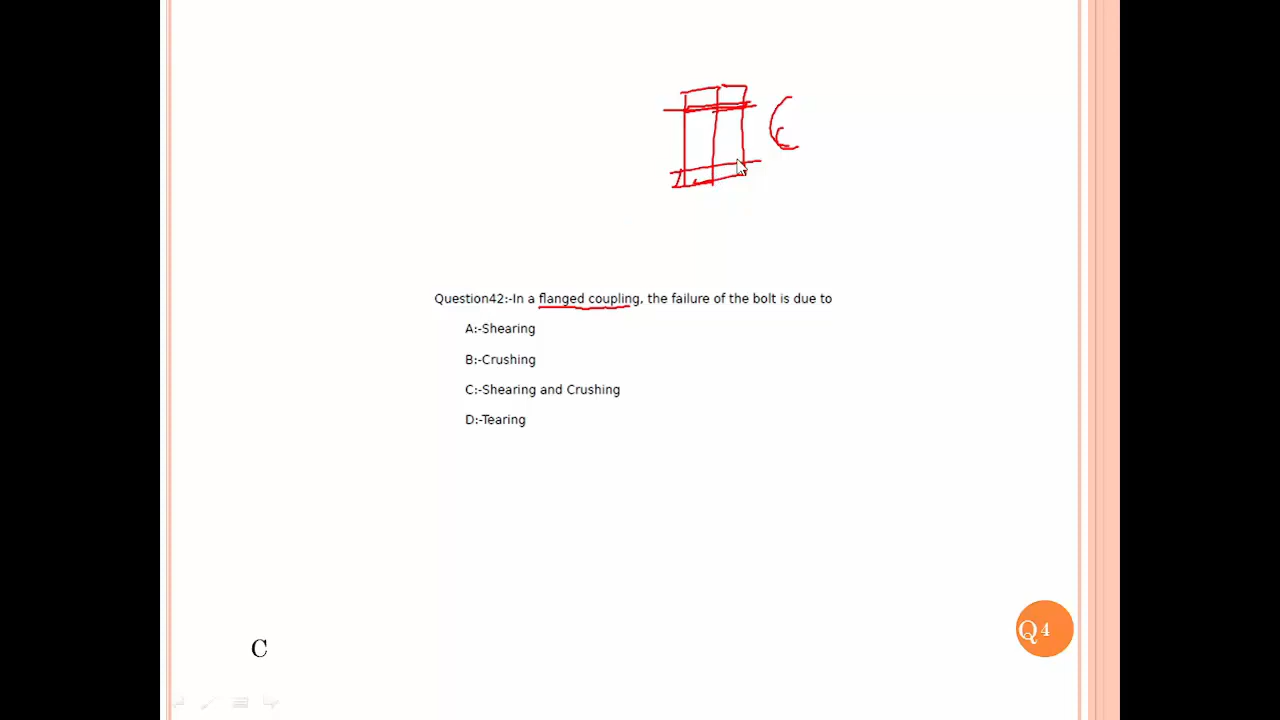 Question42:-In a flanged coupling, the failure of the bolt is due to
A:-Shearing
B:-Crushing
C:-Shearing and Crushing
D:-Tearing
Q4
C